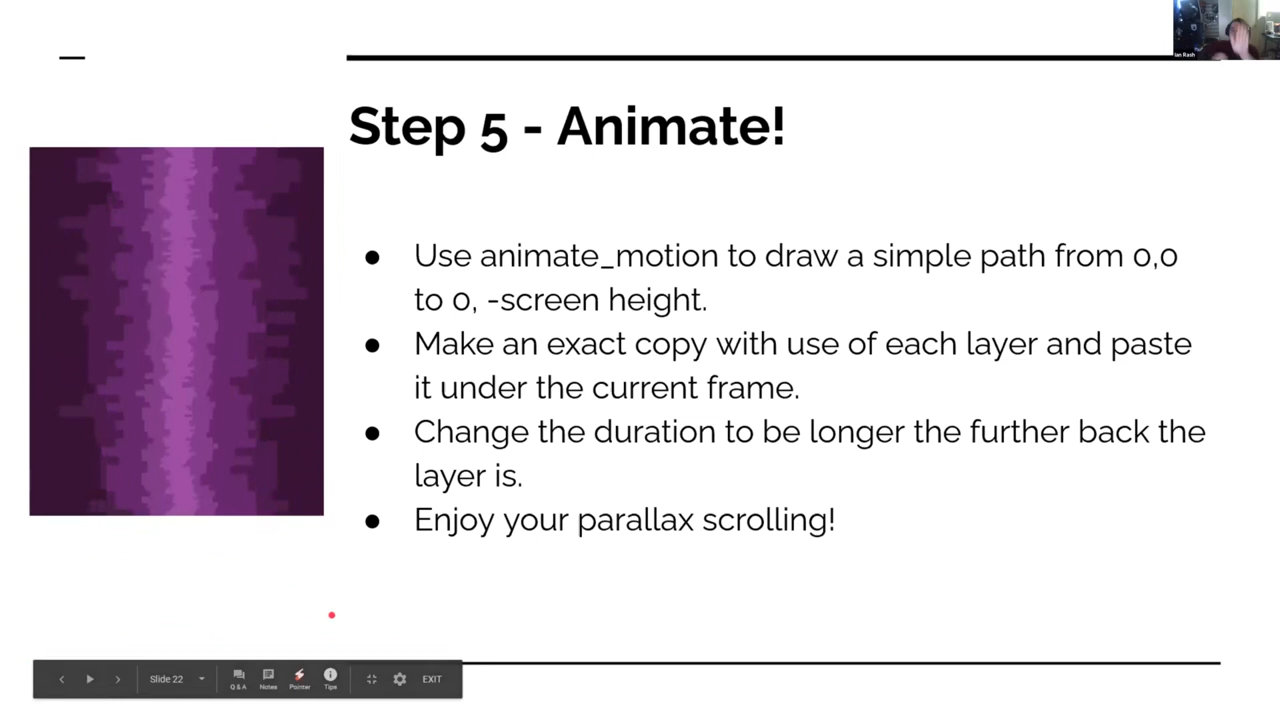 Ian Rash
Step 5 - Animate!
● Use animate_motion to draw a simple path from 0,0
to 0, -screen height.
● Make an exact copy with use of each layer and paste
it under the current frame.
● Change the duration to be longer the further back the
layer is.
● Enjoy your parallax scrolling!
Slide 22
Q & A
Notes
Pointer
Tips
EXIT